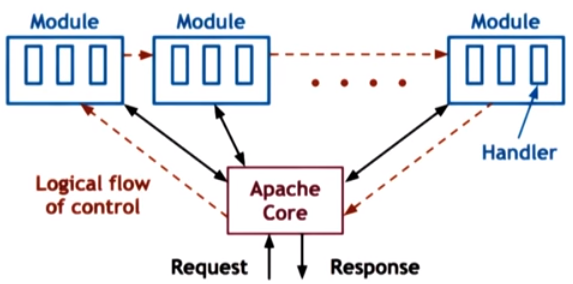 Module
Module
Module
Handler
Logical flow
of control
Apache
Core
Request
Response